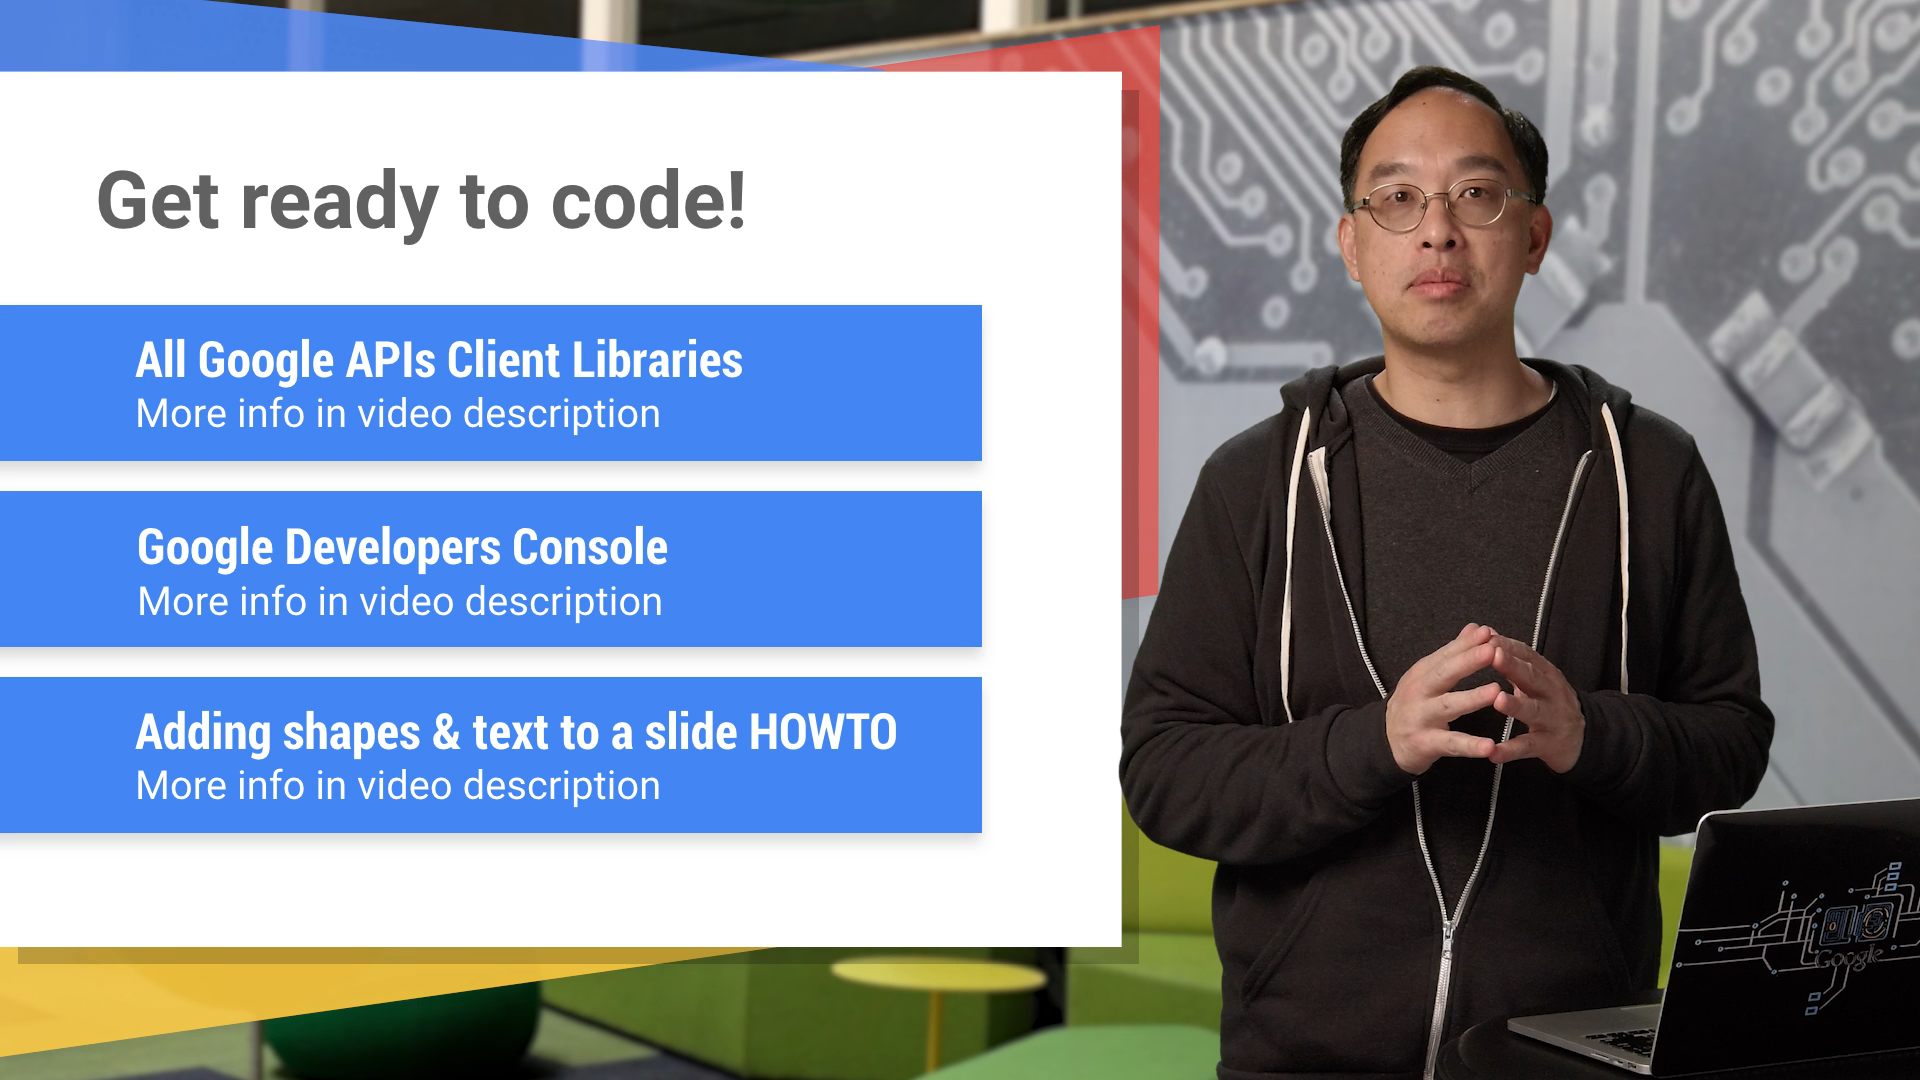 Get ready to code!
All Google APIs Client Libraries
More info in video description
Google Developers Console
More info in video description
Adding shapes & text to a slide HOWTO
More info in video description
Google